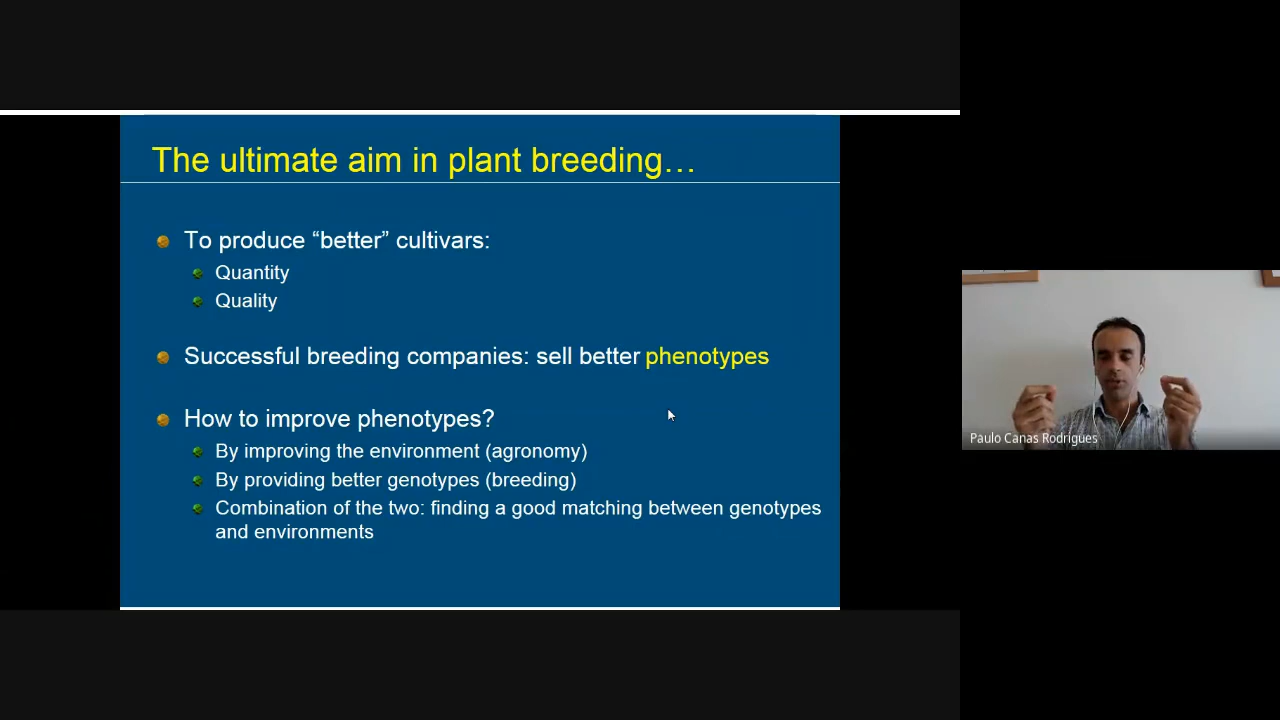 The ultimate aim in plant breeding…
To produce “better” cultivars:
Quantity
Quality
Successful breeding companies: sell better phenotypes
How to improve phenotypes?
By improving the environment (agronomy)
By providing better genotypes (breeding)
Combination of the two: finding a good matching between genotypes
and environments
Paulo Canas Rodrigues